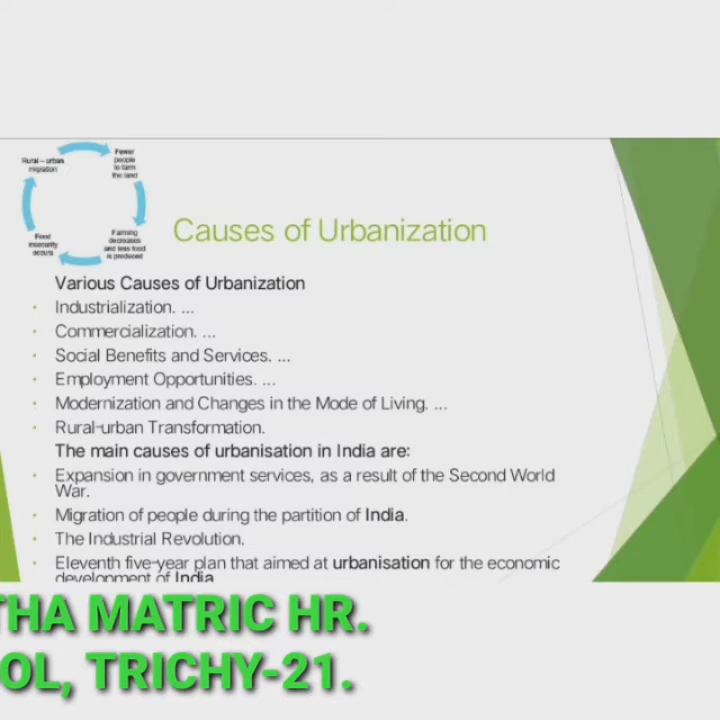 Fewer
people
to farm
the land
Rural – urban
migration
Farming
decreases
and less food
is produced
Food
insecurity
occurs
Causes of Urbanization
Various Causes of Urbanization
• Industrialization. ...
• Commercialization. ...
• Social Benefits and Services. ...
• Employment Opportunities. ...
• Modernization and Changes in the Mode of Living. ...
• Rural-urban Transformation.
The main causes of urbanisation in India are:
• Expansion in government services, as a result of the Second World
War.
• Migration of people during the partition of India.
• The Industrial Revolution.
• Eleventh five-year plan that aimed at urbanisation for the economic
development of India
THA MATRIC HR.
OL, TRICHY-21.